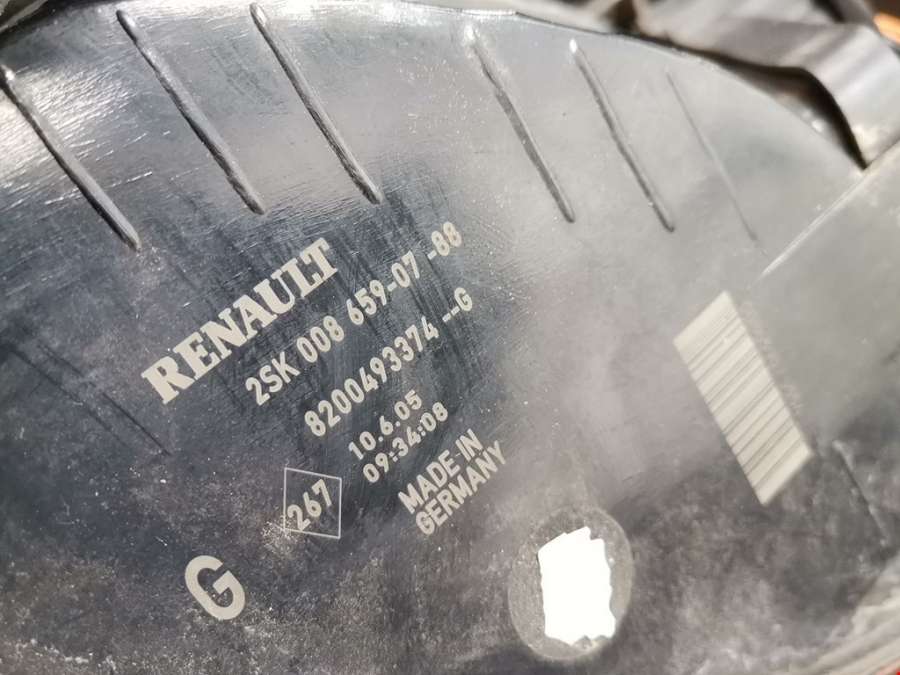 RENAULT
2SK 008 659-07 -88
8200493374 --G
10.6.05
09:34:08
267
MADE-IN
GERMANY
G